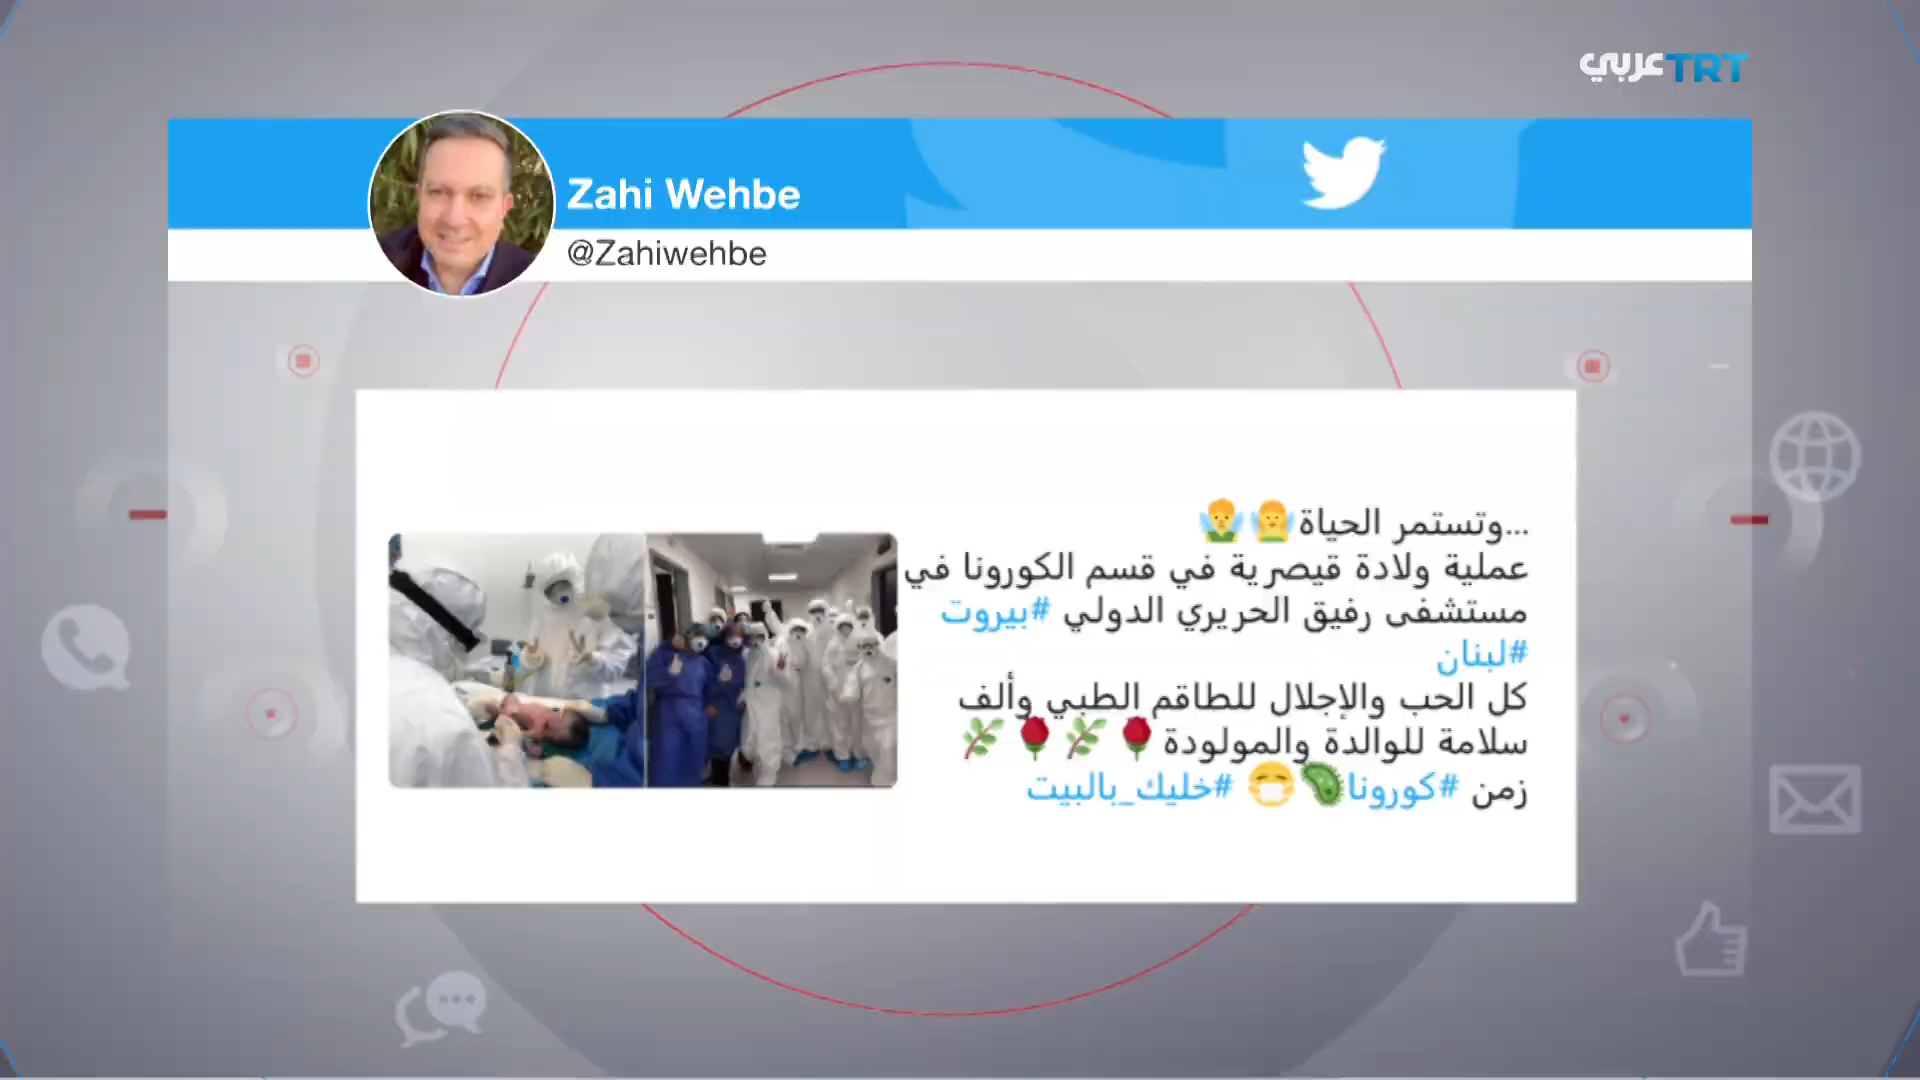 TRT عربي
Zahi Wehbe
@Zahiwehbe
...وتستمر الحياة
عملية ولادة قيصرية في قسم الكورونا في
مستشفى رفيق الحريري الدولي #بيروت
#لبنان
كل الحب والإجلال للطاقم الطبي وألف
سلامة للوالدة والمولودة
زمن #كورونا #خليك_بالبيت